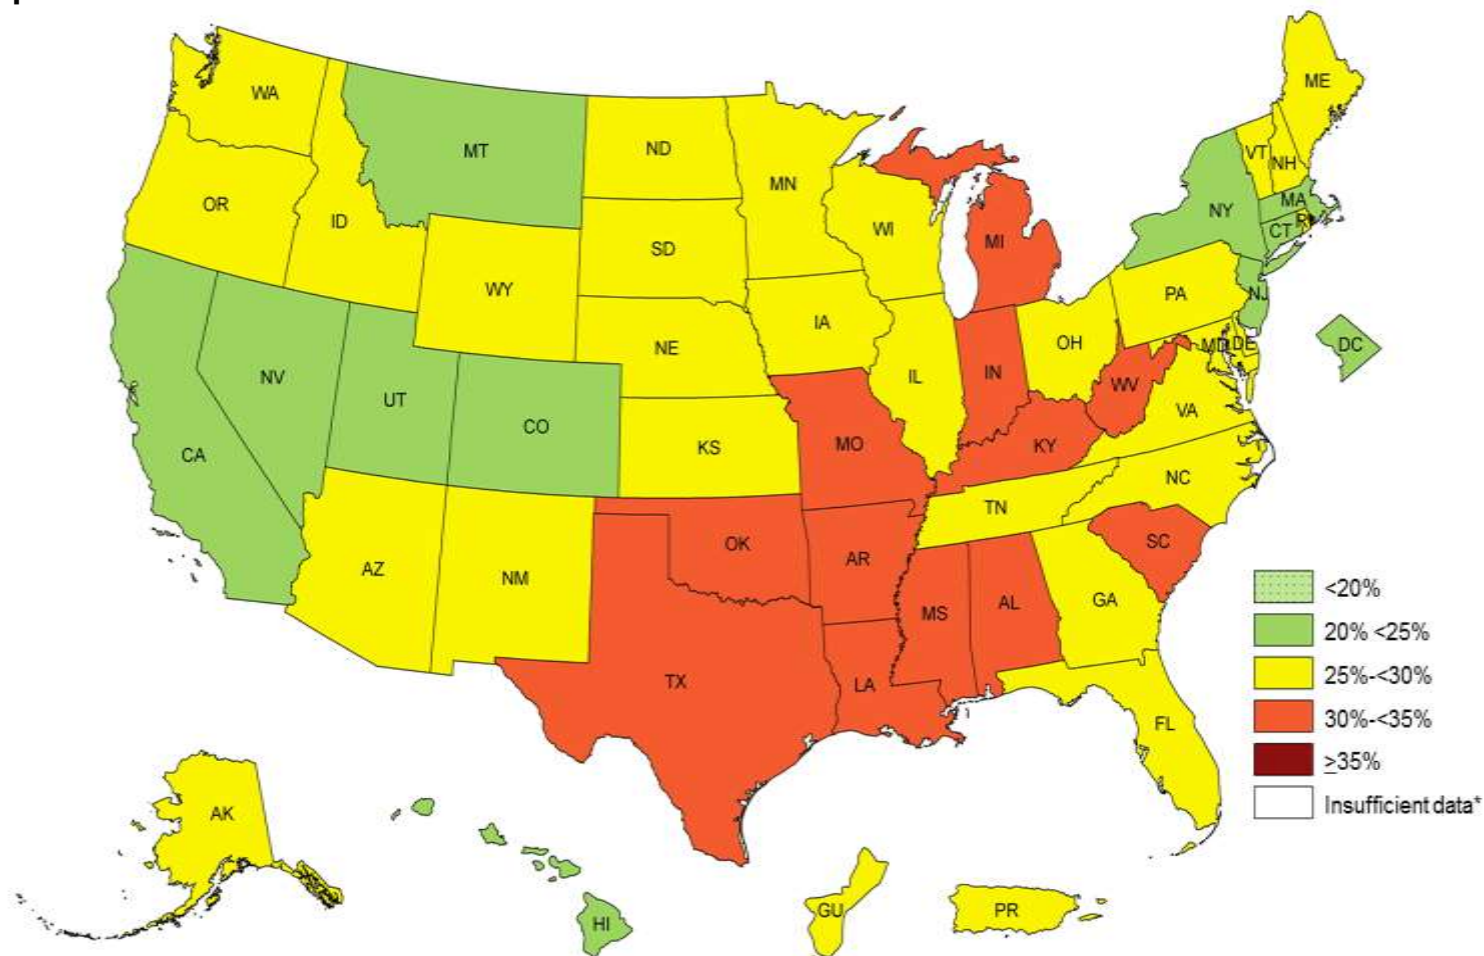 ME
WA
MT
ND
MN
VT
NH
OR
ID
SD
WI
MI
NY
MA
CT
RI
WY
IA
PA
NJ
NE
OH
MD
DE
DC
NV
UT
CO
IL
IN
WV
VA
CA
KS
MO
KY
NC
TN
AZ
NM
OK
AR
SC
MS
AL
GA
TX
LA
FL
AK
HI
GU
PR
<20%
20% <25%
25%-<30%
30%-<35%
≥35%
Insufficient data*